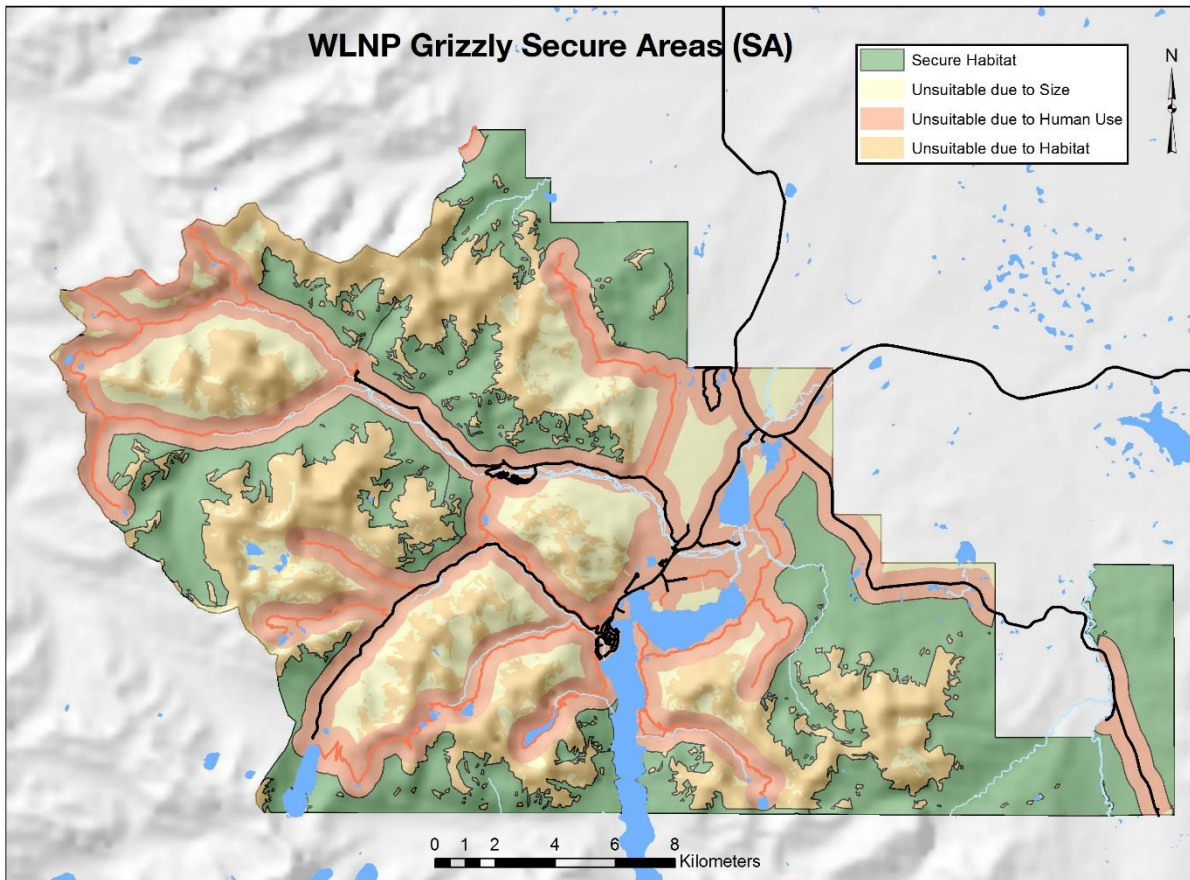 WLNP Grizzly Secure Areas (SA)
Secure Habitat
Unsuitable due to Size
Unsuitable due to Human Use
Unsuitable due to Habitat
N
0 1 2 4 6 8
Kilometers